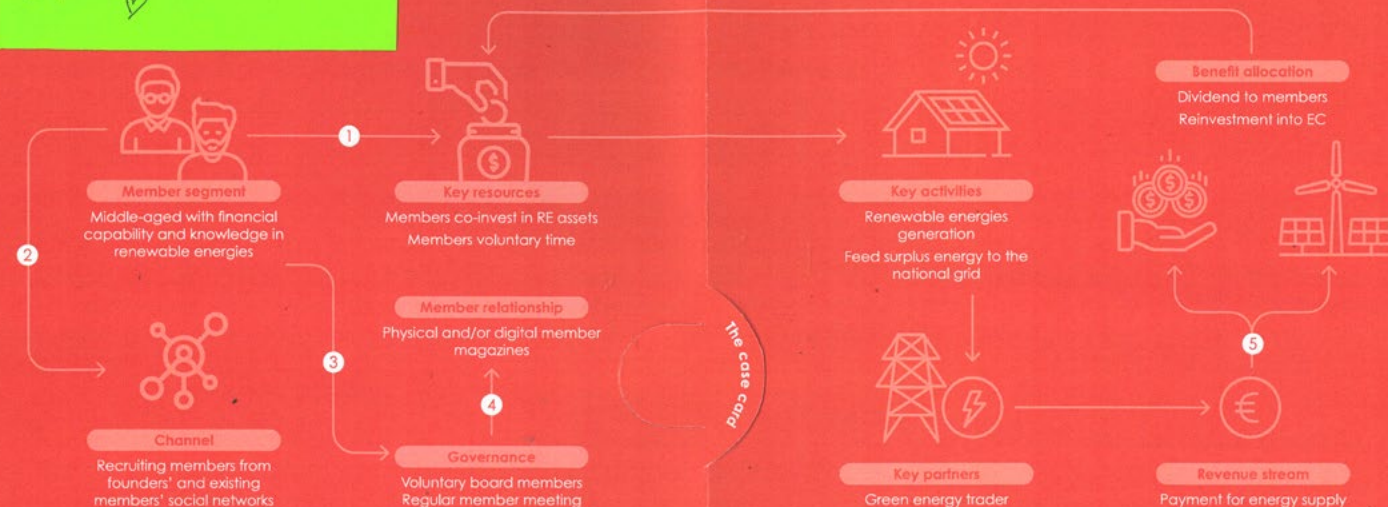 Benefit allocation
Dividend to members
Reinvestment into EC
1
Member segment
Middle-aged with financial
capability and knowledge in
renewable energies
Key resources
Members co-invest in RE assets
Members voluntary time
Key activities
Renewable energies
generation
Feed surplus energy to the
national grid
2
Member relationship
Physical and/or digital member
magazines
3
4
The case card
5
Channel
Recruiting members from
founders' and existing
members' social networks
Governance
Voluntary board members
Regular member meeting
Key partners
Green energy trader
Revenue stream
Payment for energy supply